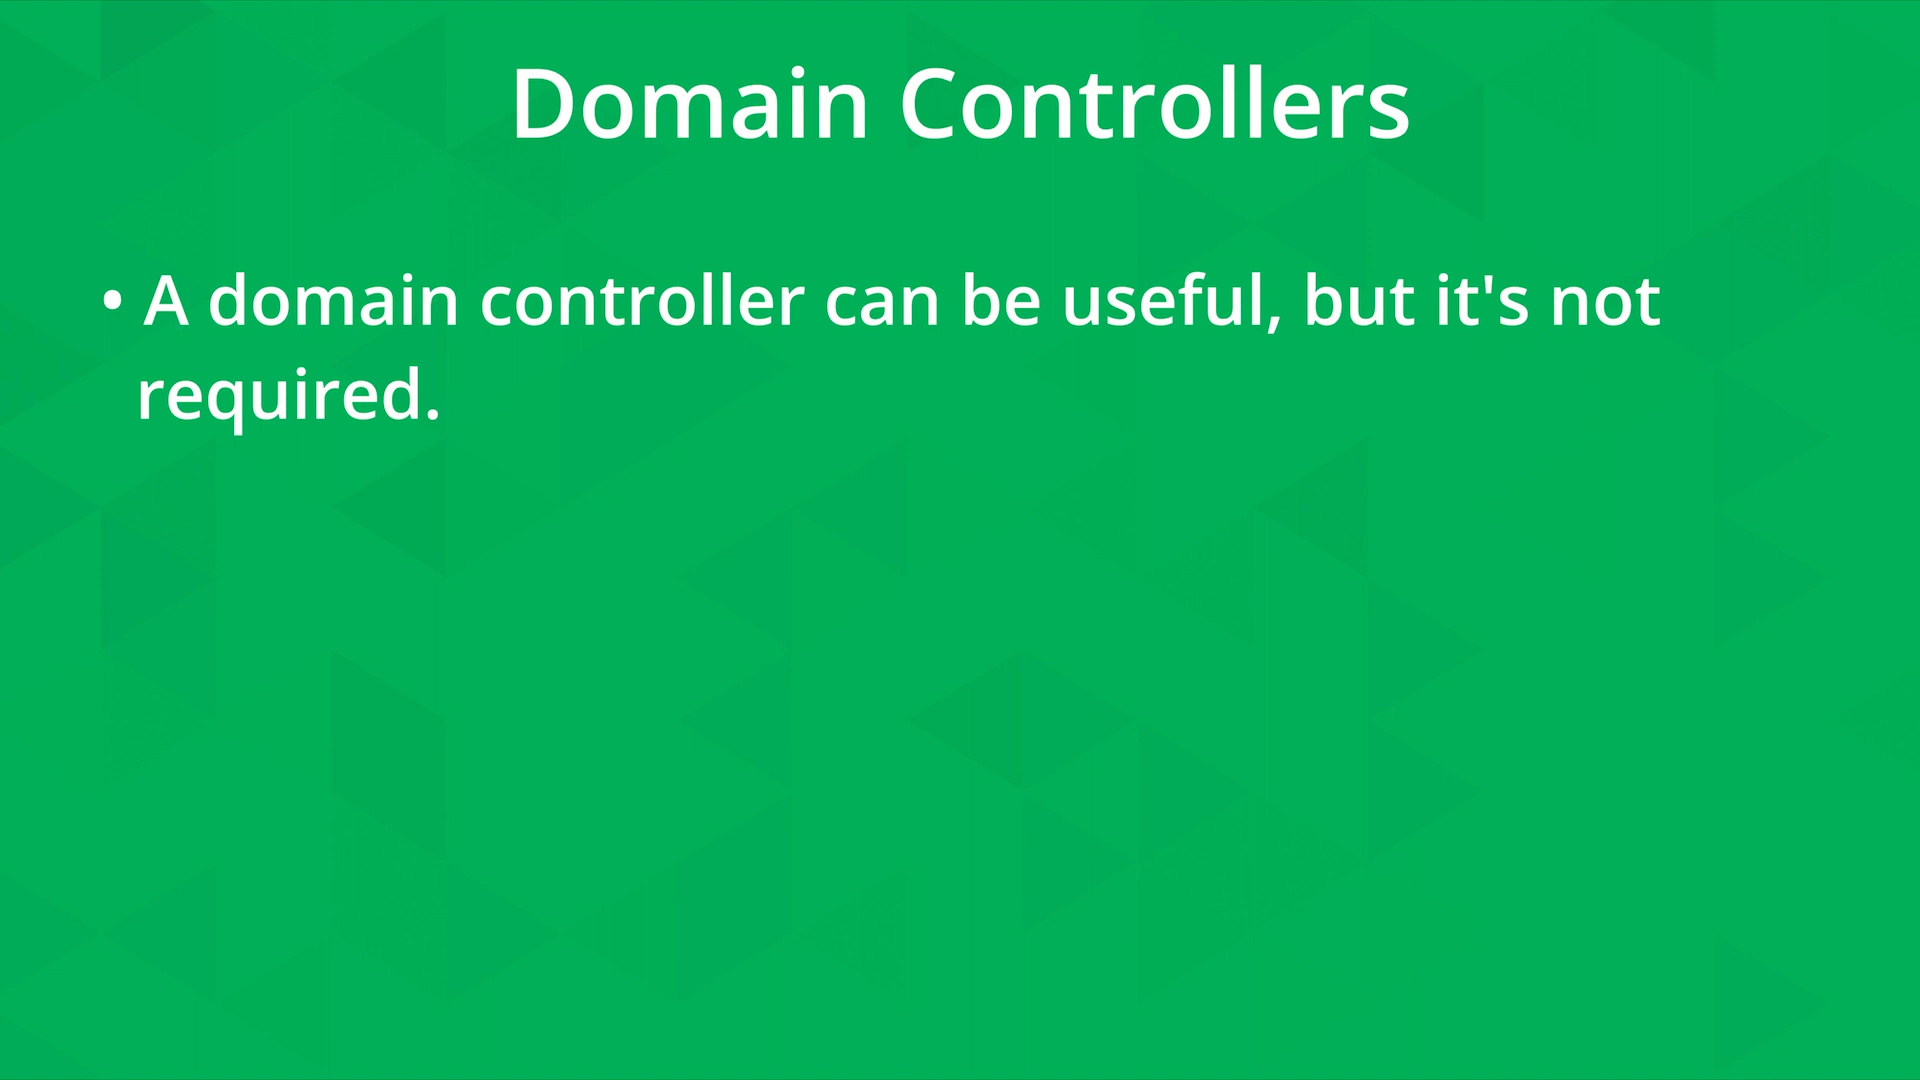 Domain Controllers
• A domain controller can be useful, but it's not
required.